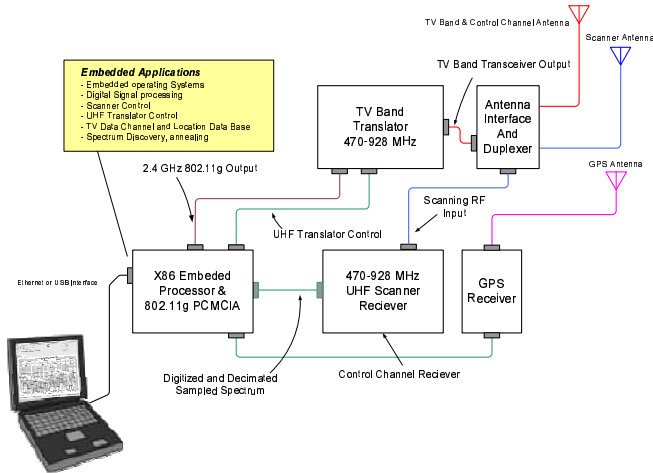 TV Band & Control Channel Antenna
Scanner Antenna
Embedded Applications
- Embedded operating Systems
- Digital Signal processing
- Scanner Control
- UHF Translator Control
- TV Data Channel and Location Data Base
- Spectrum Discovery, annealing
TV Band Transceiver Output
TV Band
Translator
470-928 MHz
Antenna
Interface
And
Duplexer
GPS Antenna
2.4 GHz 802.11g Output
Scanning RF
Input
UHF Translator Control
Ethernet or USB Interface
X86 Embeded
Processor &
802.11g PCMCIA
470-928 MHz
UHF Scanner
Reciever
GPS
Receiver
Digitized and Decimated
Sampled Spectrum
Control Channel Reciever